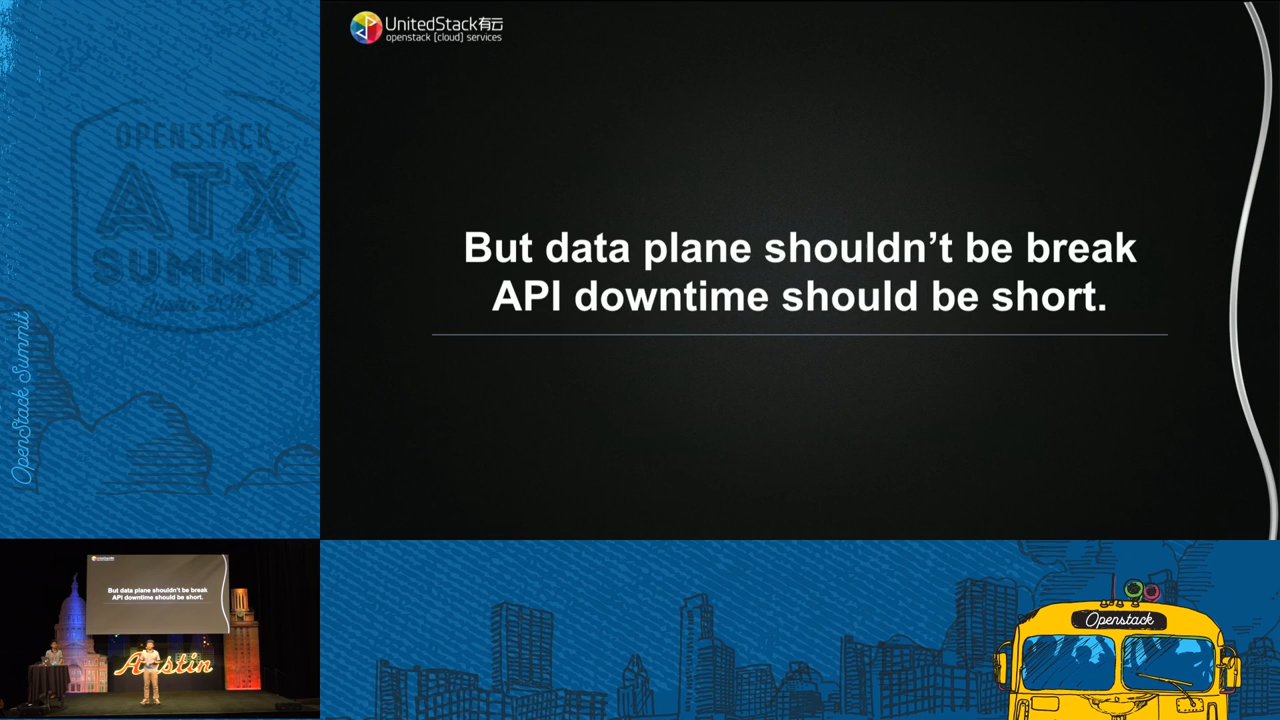 UnitedStack有云
openstack [cloud] services
But data plane shouldn’t be break
API downtime should be short.
OPENSTACK
ATX
SUMMIT
Austin 2016
OpenStack Summit
But data plane shouldn’t be break
API downtime should be short.
Austin
Openstack